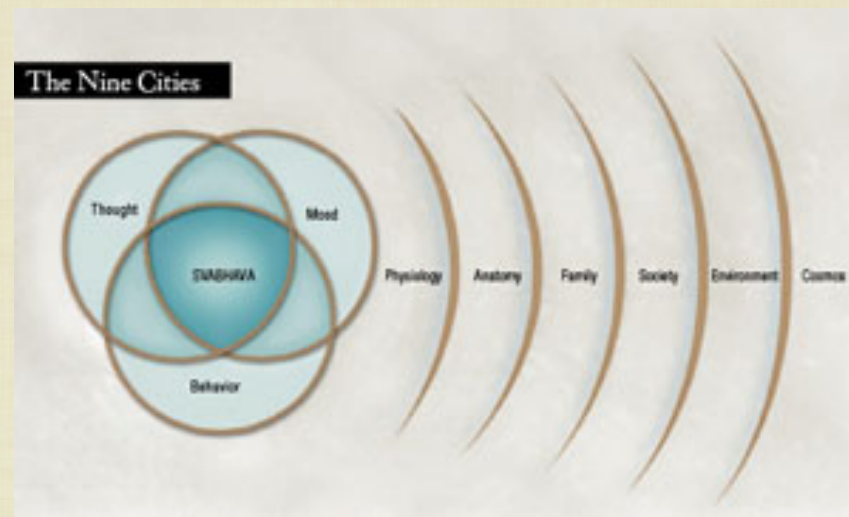 The Nine Cities
Thought
Mood
SVABHAVA
Physiology
Anatomy
Family
Society
Environment
Cosmos
Behavior